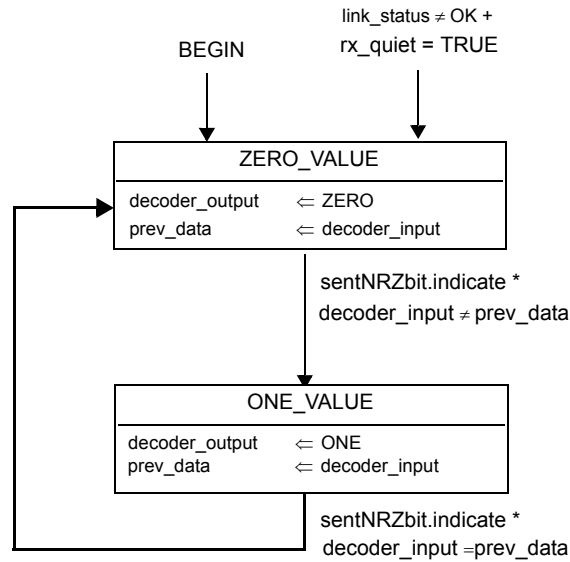 link_status ≠ OK +
BEGIN
rx_quiet = TRUE
ZERO_VALUE
decoder_output ⇐ ZERO
prev_data ⇐ decoder_input
sentNRZbit.indicate *
decoder_input ≠ prev_data
ONE_VALUE
decoder_output ⇐ ONE
prev_data ⇐ decoder_input
sentNRZbit.indicate *
decoder_input =prev_data